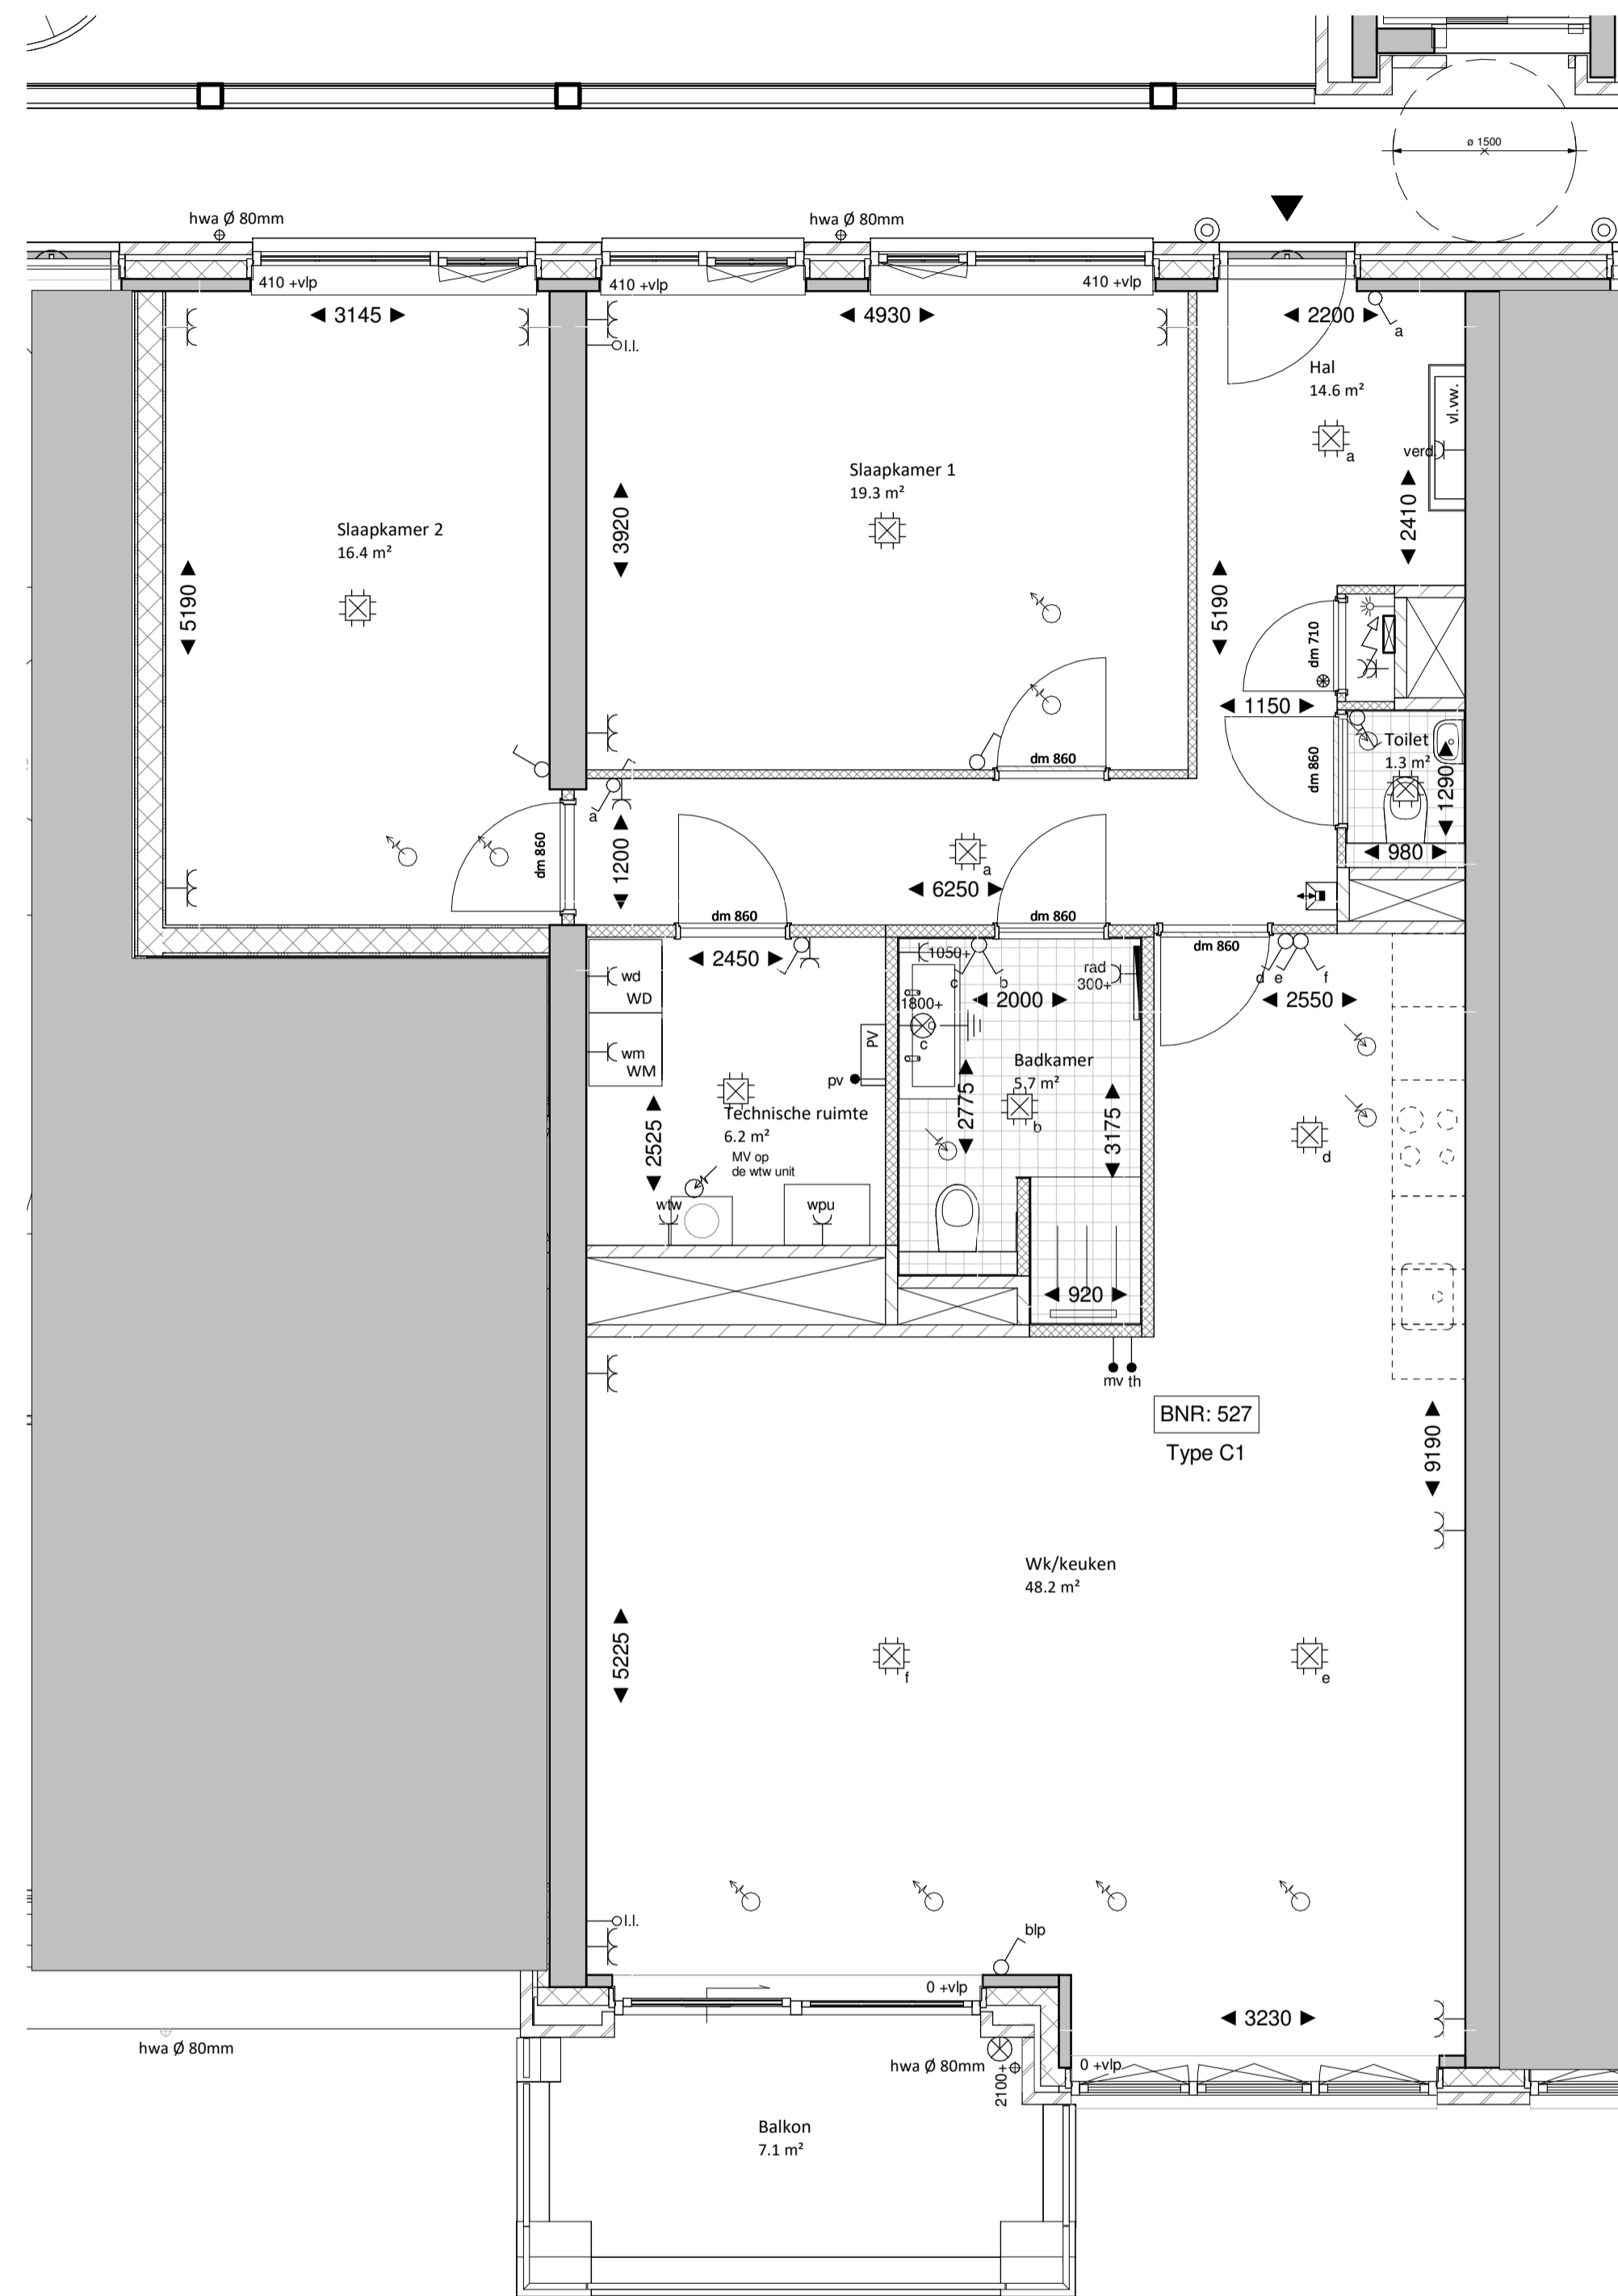 ø 1500
hwa Ø 80mm
hwa Ø 80mm
410 +vlp
410 +vlp
410 +vlp
3145
4930
2200
a
l.l.
Hal
14.6 m²
vl.vw.
verd.
a
Slaapkamer 1
19.3 m²
Slaapkamer 2
16.4 m²
3920
2410
5190
5190
dm 710
1150
Toilet
1.3 m²
dm 860
dm 860
1290
a
1200
dm 860
a
980
6250
dm 860
dm 860
dm 860
2450
1050+
c
b
rad
300+
d
e
f
wd
WD
2000
2550
1800+
c
PV
wm
WM
pv
Badkamer
5,7 m²
b
2775
3175
Technische ruimte
6.2 m²
MV op
de wtw unit
2525
d
wtw
wpu
920
mv
th
BNR: 527
Type C1
9190
Wk/keuken
48.2 m²
5225
f
e
l.l.
blp
0 +vlp
3230
hwa Ø 80mm
hwa Ø 80mm
2100+
0 +vlp
Balkon
7.1 m²